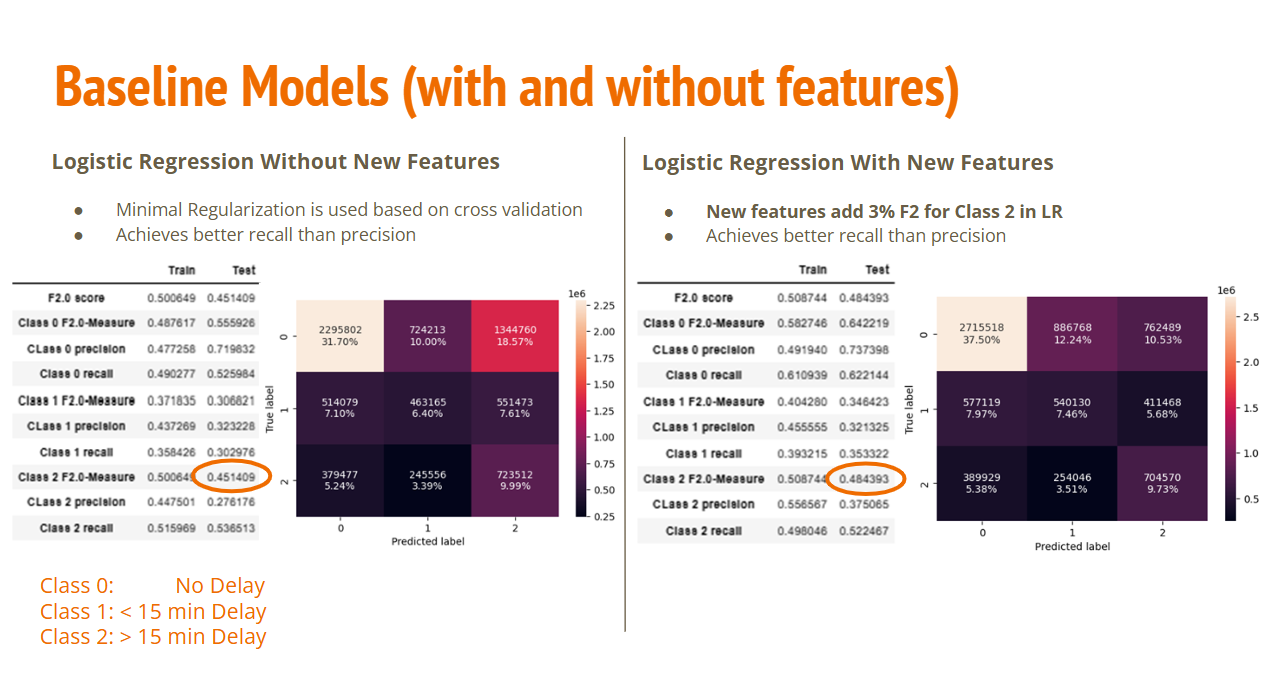 Baseline Models (with and without features)
Logistic Regression Without New Features
● Minimal Regularization is used based on cross validation
● Achieves better recall than precision
Train Test
F2.0 score 0.500649 0.451409
Class 0 F2.0-Measure 0.487617 0.555926
CLass 0 precision 0.477258 0.719832
Class 0 recall 0.490277 0.525984
Class 1 F2.0-Measure 0.371835 0.306821
CLass 1 precision 0.437269 0.323228
Class 1 recall 0.358426 0.302976
Class 2 F2.0-Measure 0.500649 0.451409
CLass 2 precision 0.447501 0.276176
Class 2 recall 0.515969 0.536513
1e6
2295802 724213 1344760
31.70% 10.00% 18.57%
514079 463165 551473
7.10% 6.40% 7.61%
379477 245556 723512
5.24% 3.39% 9.99%
0
1
2
True label
0 1 2
Predicted label
2.25
2.00
1.75
1.50
1.25
1.00
0.75
0.50
0.25
Class 0: No Delay
Class 1: < 15 min Delay
Class 2: > 15 min Delay
Logistic Regression With New Features
● New features add 3% F2 for Class 2 in LR
● Achieves better recall than precision
Train Test
F2.0 score 0.508744 0.484393
Class 0 F2.0-Measure 0.582746 0.642219
CLass 0 precision 0.491940 0.737398
Class 0 recall 0.610939 0.622144
Class 1 F2.0-Measure 0.404280 0.346423
CLass 1 precision 0.455555 0.321325
Class 1 recall 0.393215 0.353322
Class 2 F2.0-Measure 0.508744 0.484393
CLass 2 precision 0.556567 0.375065
Class 2 recall 0.498046 0.522467
1e6
2715518 886768 762489
37.50% 12.24% 10.53%
577119 540130 411468
7.97% 7.46% 5.68%
389929 254046 704570
5.38% 3.51% 9.73%
0
1
2
True label
0 1 2
Predicted label
2.5
2.0
1.5
1.0
0.5